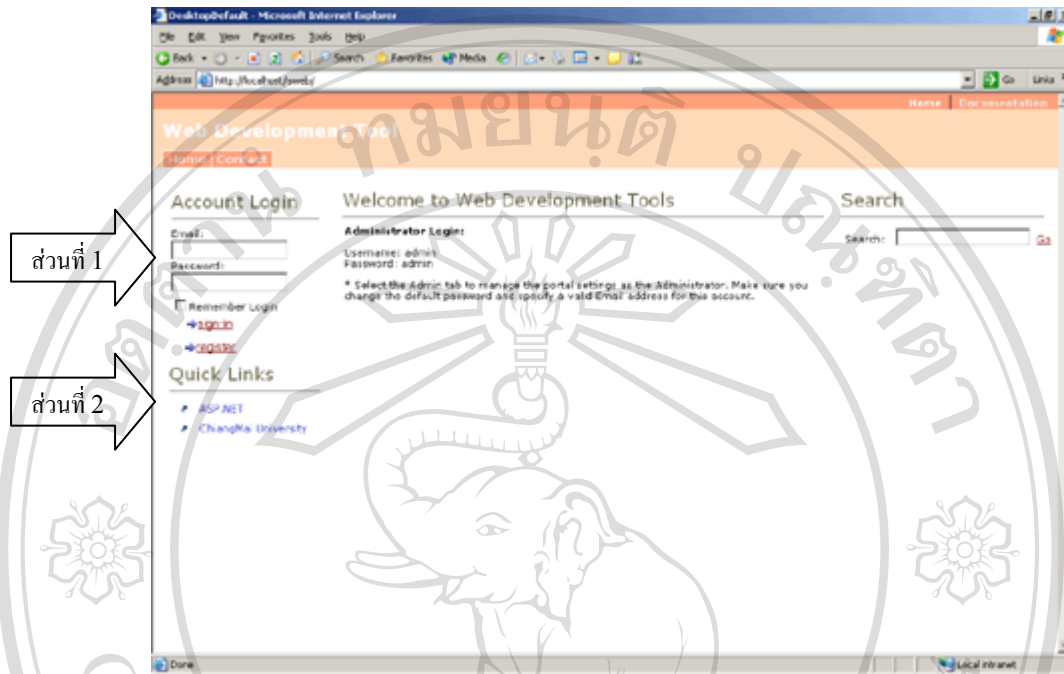 DesktopDefault - Microsoft Internet Explorer
File Edit View Favorites Tools Help
Back Search Favorites Media
Address http://localhost/sweb/ Go Links
Home | Documentation
Web Development Tool
Home | Contact
Account Login
Email:
Password:
Remember Login
sign in
register
Quick Links
ASP.NET
ChiangMai University
Welcome to Web Development Tools
Administrator Login:
Username: admin
Password: admin
* Select the Admin tab to manage the portal settings as the Administrator. Make sure you
change the default password and specify a valid Email address for this account.
Search
Search: Go
ส่วนที่ 1
ส่วนที่ 2
Done
Local intranet